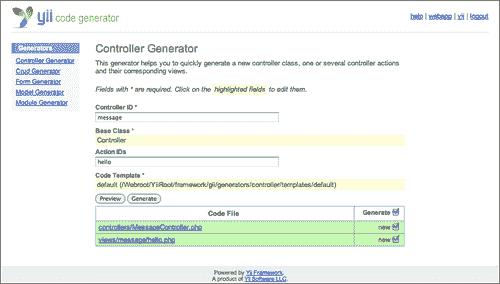 yii code generator
help | webapp | yii | logout
Generators
Controller Generator
Crud Generator
Form Generator
Model Generator
Module Generator
Controller Generator
This generator helps you to quickly generate a new controller class, one or several controller actions
and their corresponding views.
Fields with * are required. Click on the highlighted fields to edit them.
Controller ID *
message
Base Class *
Controller
Action IDs
hello
Code Template *
default (/Webroot/YiiRoot/framework/gii/generators/controller/templates/default)
Preview Generate
Code File Generate
controllers/MessageController.php new
views/message/hello.php new
Powered by Yii Framework.
A product of Yii Software LLC.